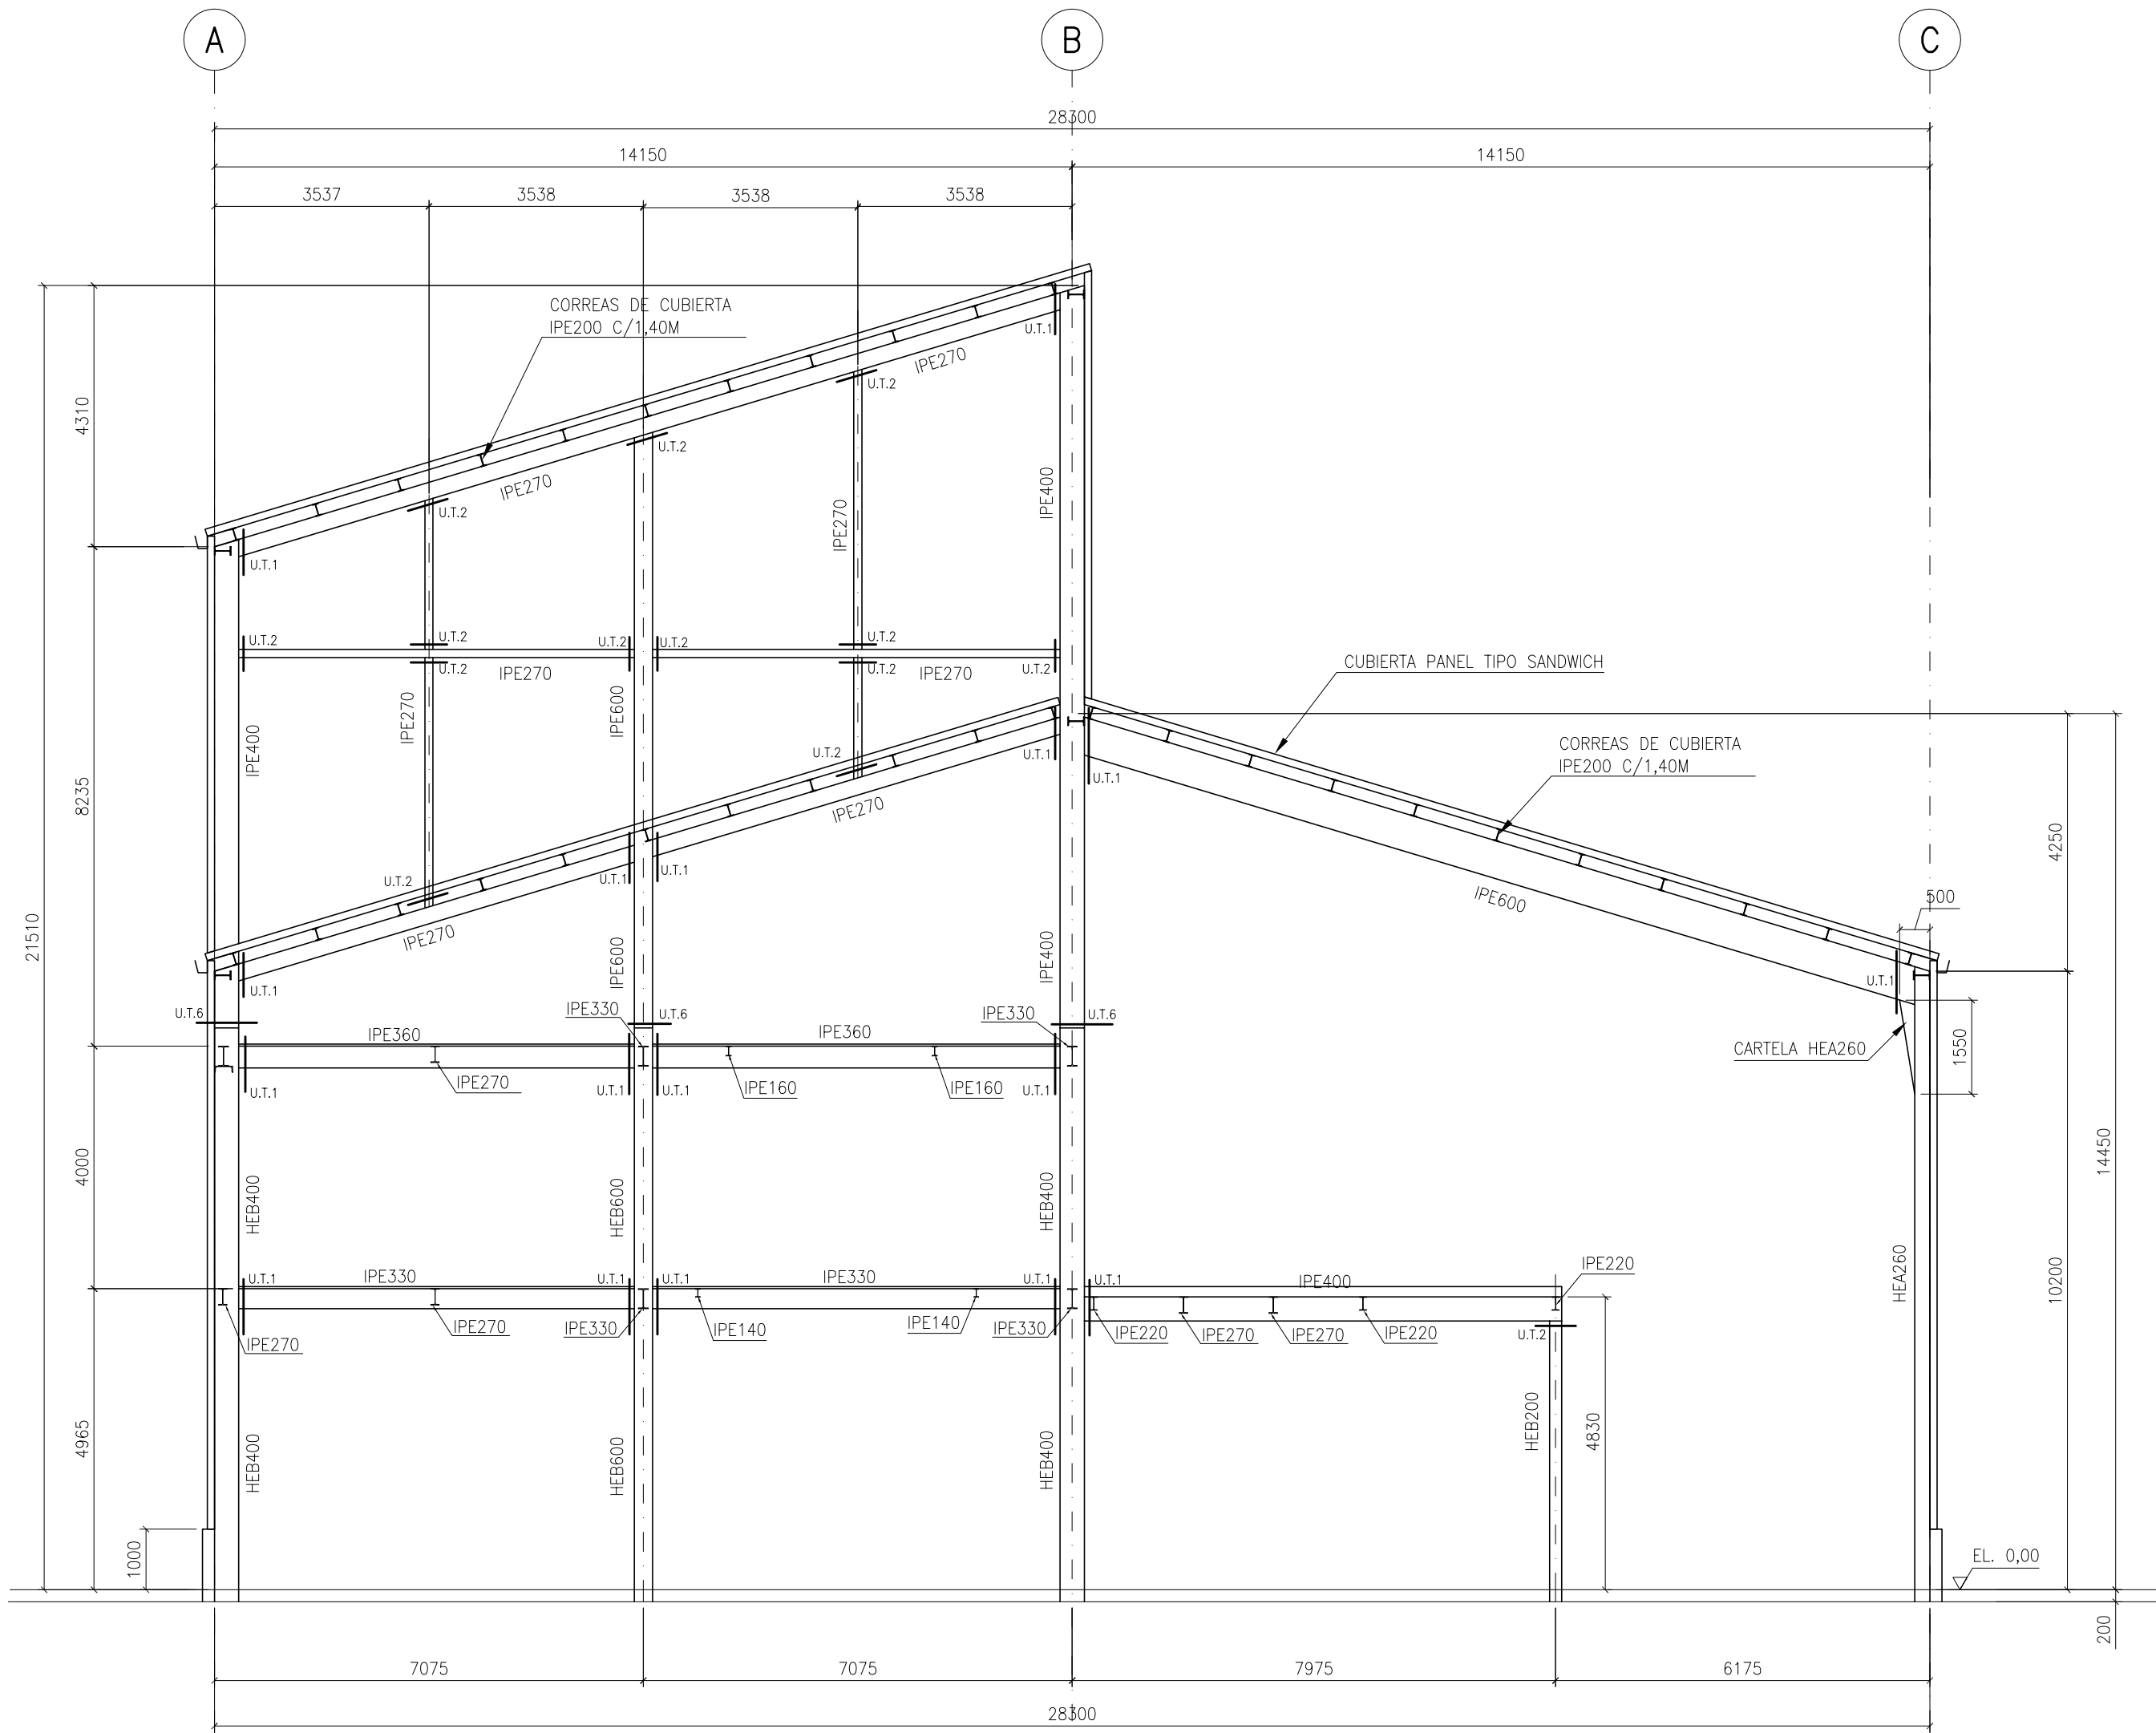 A
B
C
28300
14150
14150
3537
3538
3538
3538
CORREAS DE CUBIERTA
IPE200 C/1,40M
U.T.1
IPE270
U.T.2
4310
U.T.2
IPE400
IPE270
IPE270
U.T.2
U.T.1
U.T.2
U.T.2
U.T.2
U.T.2
U.T.2
U.T.2
IPE270
U.T.2
IPE270
U.T.2
CUBIERTA PANEL TIPO SANDWICH
IPE400
IPE270
IPE600
CORREAS DE CUBIERTA
IPE200 C/1,40M
U.T.2
U.T.1
U.T.1
8235
IPE270
4250
U.T.2
U.T.1
U.T.1
IPE600
500
21510
IPE270
IPE600
IPE400
U.T.1
U.T.1
U.T.6
IPE330
U.T.6
IPE330
U.T.6
IPE360
IPE360
CARTELA HEA260
1550
IPE270
IPE160
IPE160
U.T.1
U.T.1
U.T.1
U.T.1
4000
14450
HEB400
HEB600
HEB400
HEA260
10200
U.T.1
IPE330
U.T.1
U.T.1
IPE330
U.T.1
U.T.1
IPE400
IPE220
IPE270
IPE270
IPE330
IPE140
IPE140
IPE330
IPE220
IPE270
IPE270
IPE220
U.T.2
4965
HEB400
HEB600
HEB400
HEB200
4830
1000
EL. 0,00
200
7075
7075
7975
6175
28300